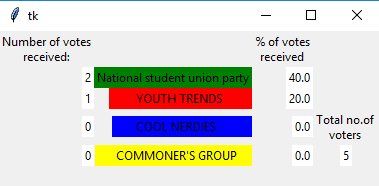 tk
Number of votes received:
% of votes received
2 National student union party 40.0
1 YOUTH TRENDS 20.0
0 COOL NERDIES 0.0
Total no.of voters
0 COMMONER'S GROUP 0.0
5